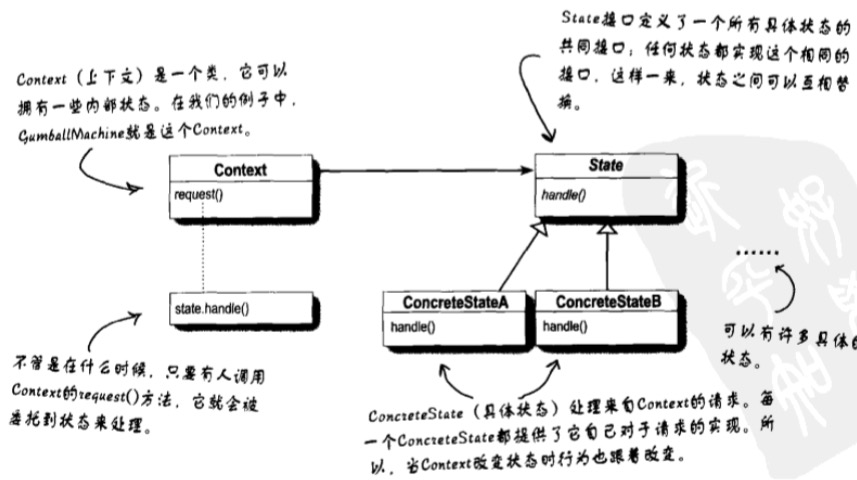 State接口定义了一个所有具体状态的
共同接口；任何状态都实现这个相同的
接口，这样一来，状态之间可以互相替
换。
Context（上下文）是一个类，它可以
拥有一些内部状态。在我们的例子中，
GumballMachine就是这个Context。
Context
request()
State
handle()
state.handle()
ConcreteStateA
handle()
ConcreteStateB
handle()
......
可以有许多具体的
状态。
不管是在什么时候，只要有人调用
Context的request()方法，它就会被
委托到状态来处理。
ConcreteState（具体状态）处理来自Context的请求。每
一个ConcreteState都提供了它自己对于请求的实现。所
以，当Context改变状态时行为也跟着改变。